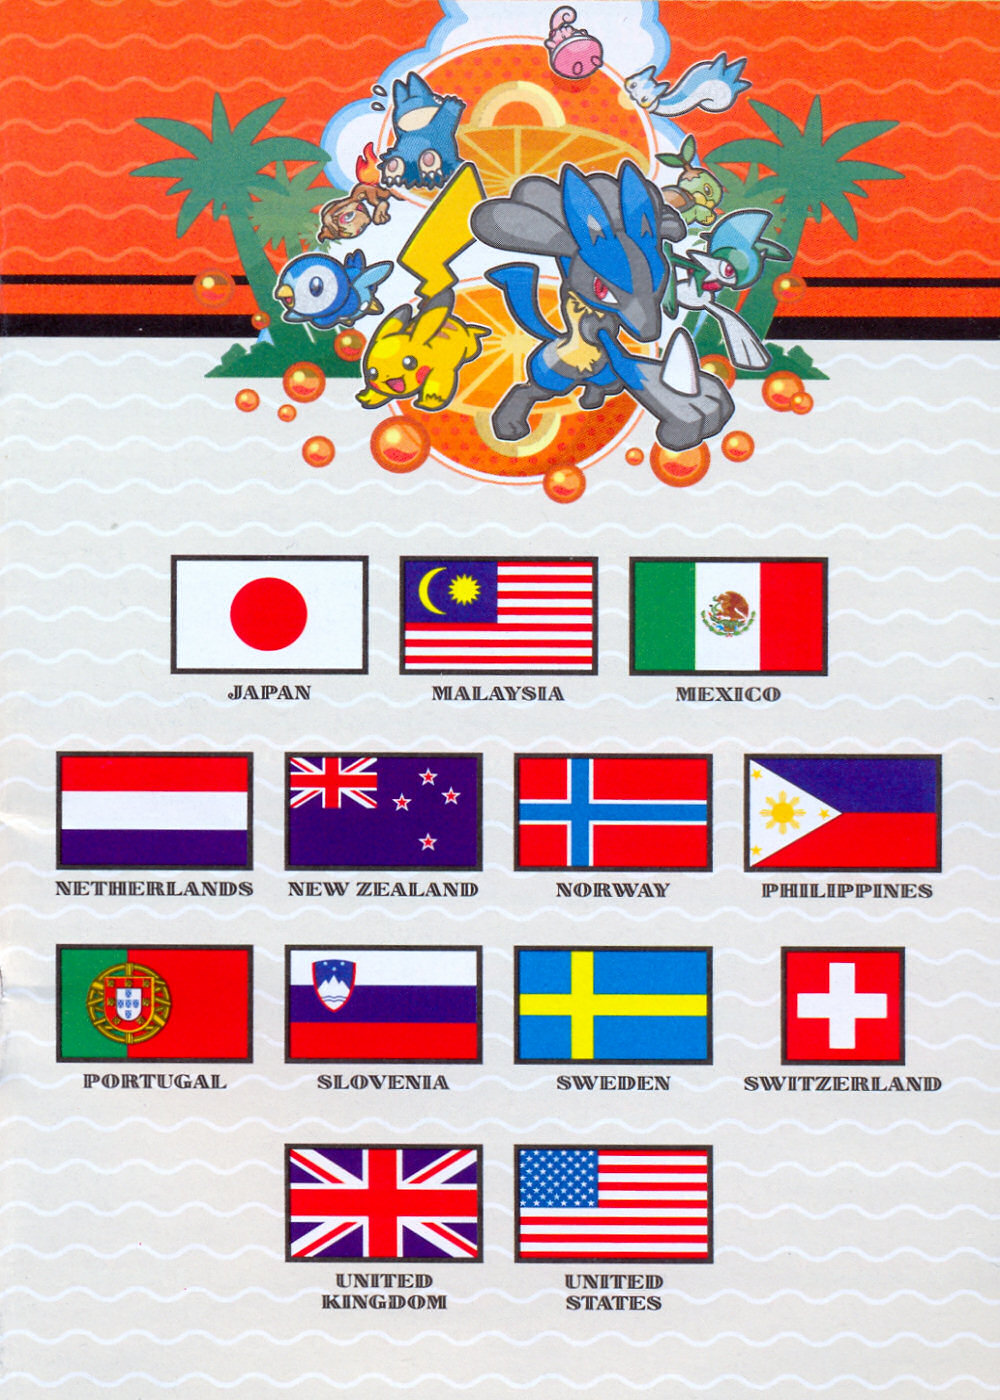 JAPAN
MALAYSIA
MEXICO
NETHERLANDS
NEW ZEALAND
NORWAY
PHILIPPINES
PORTUGAL
SLOVENIA
SWEDEN
SWITZERLAND
UNITED
KINGDOM
UNITED
STATES